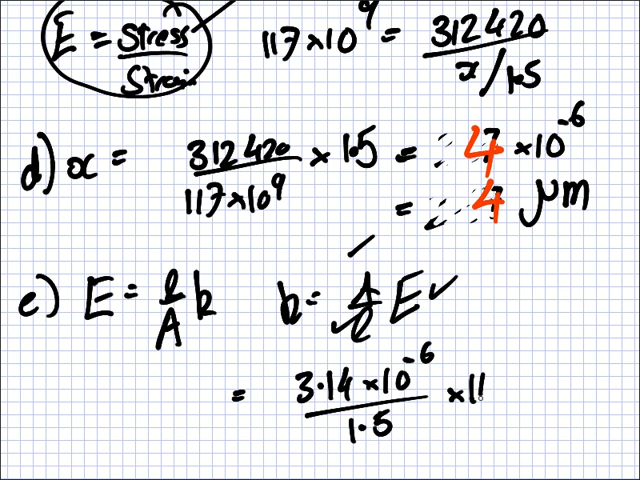 E = Stress/Strain 117×10⁹ = 312420/(x/1.5)
d) x = 312420/117×10⁹ × 1.5 = 4 ×10⁻⁶
= 4 μm
e) E = l/A k k = A/l E
= 3.14×10⁻⁶/1.5 ×11